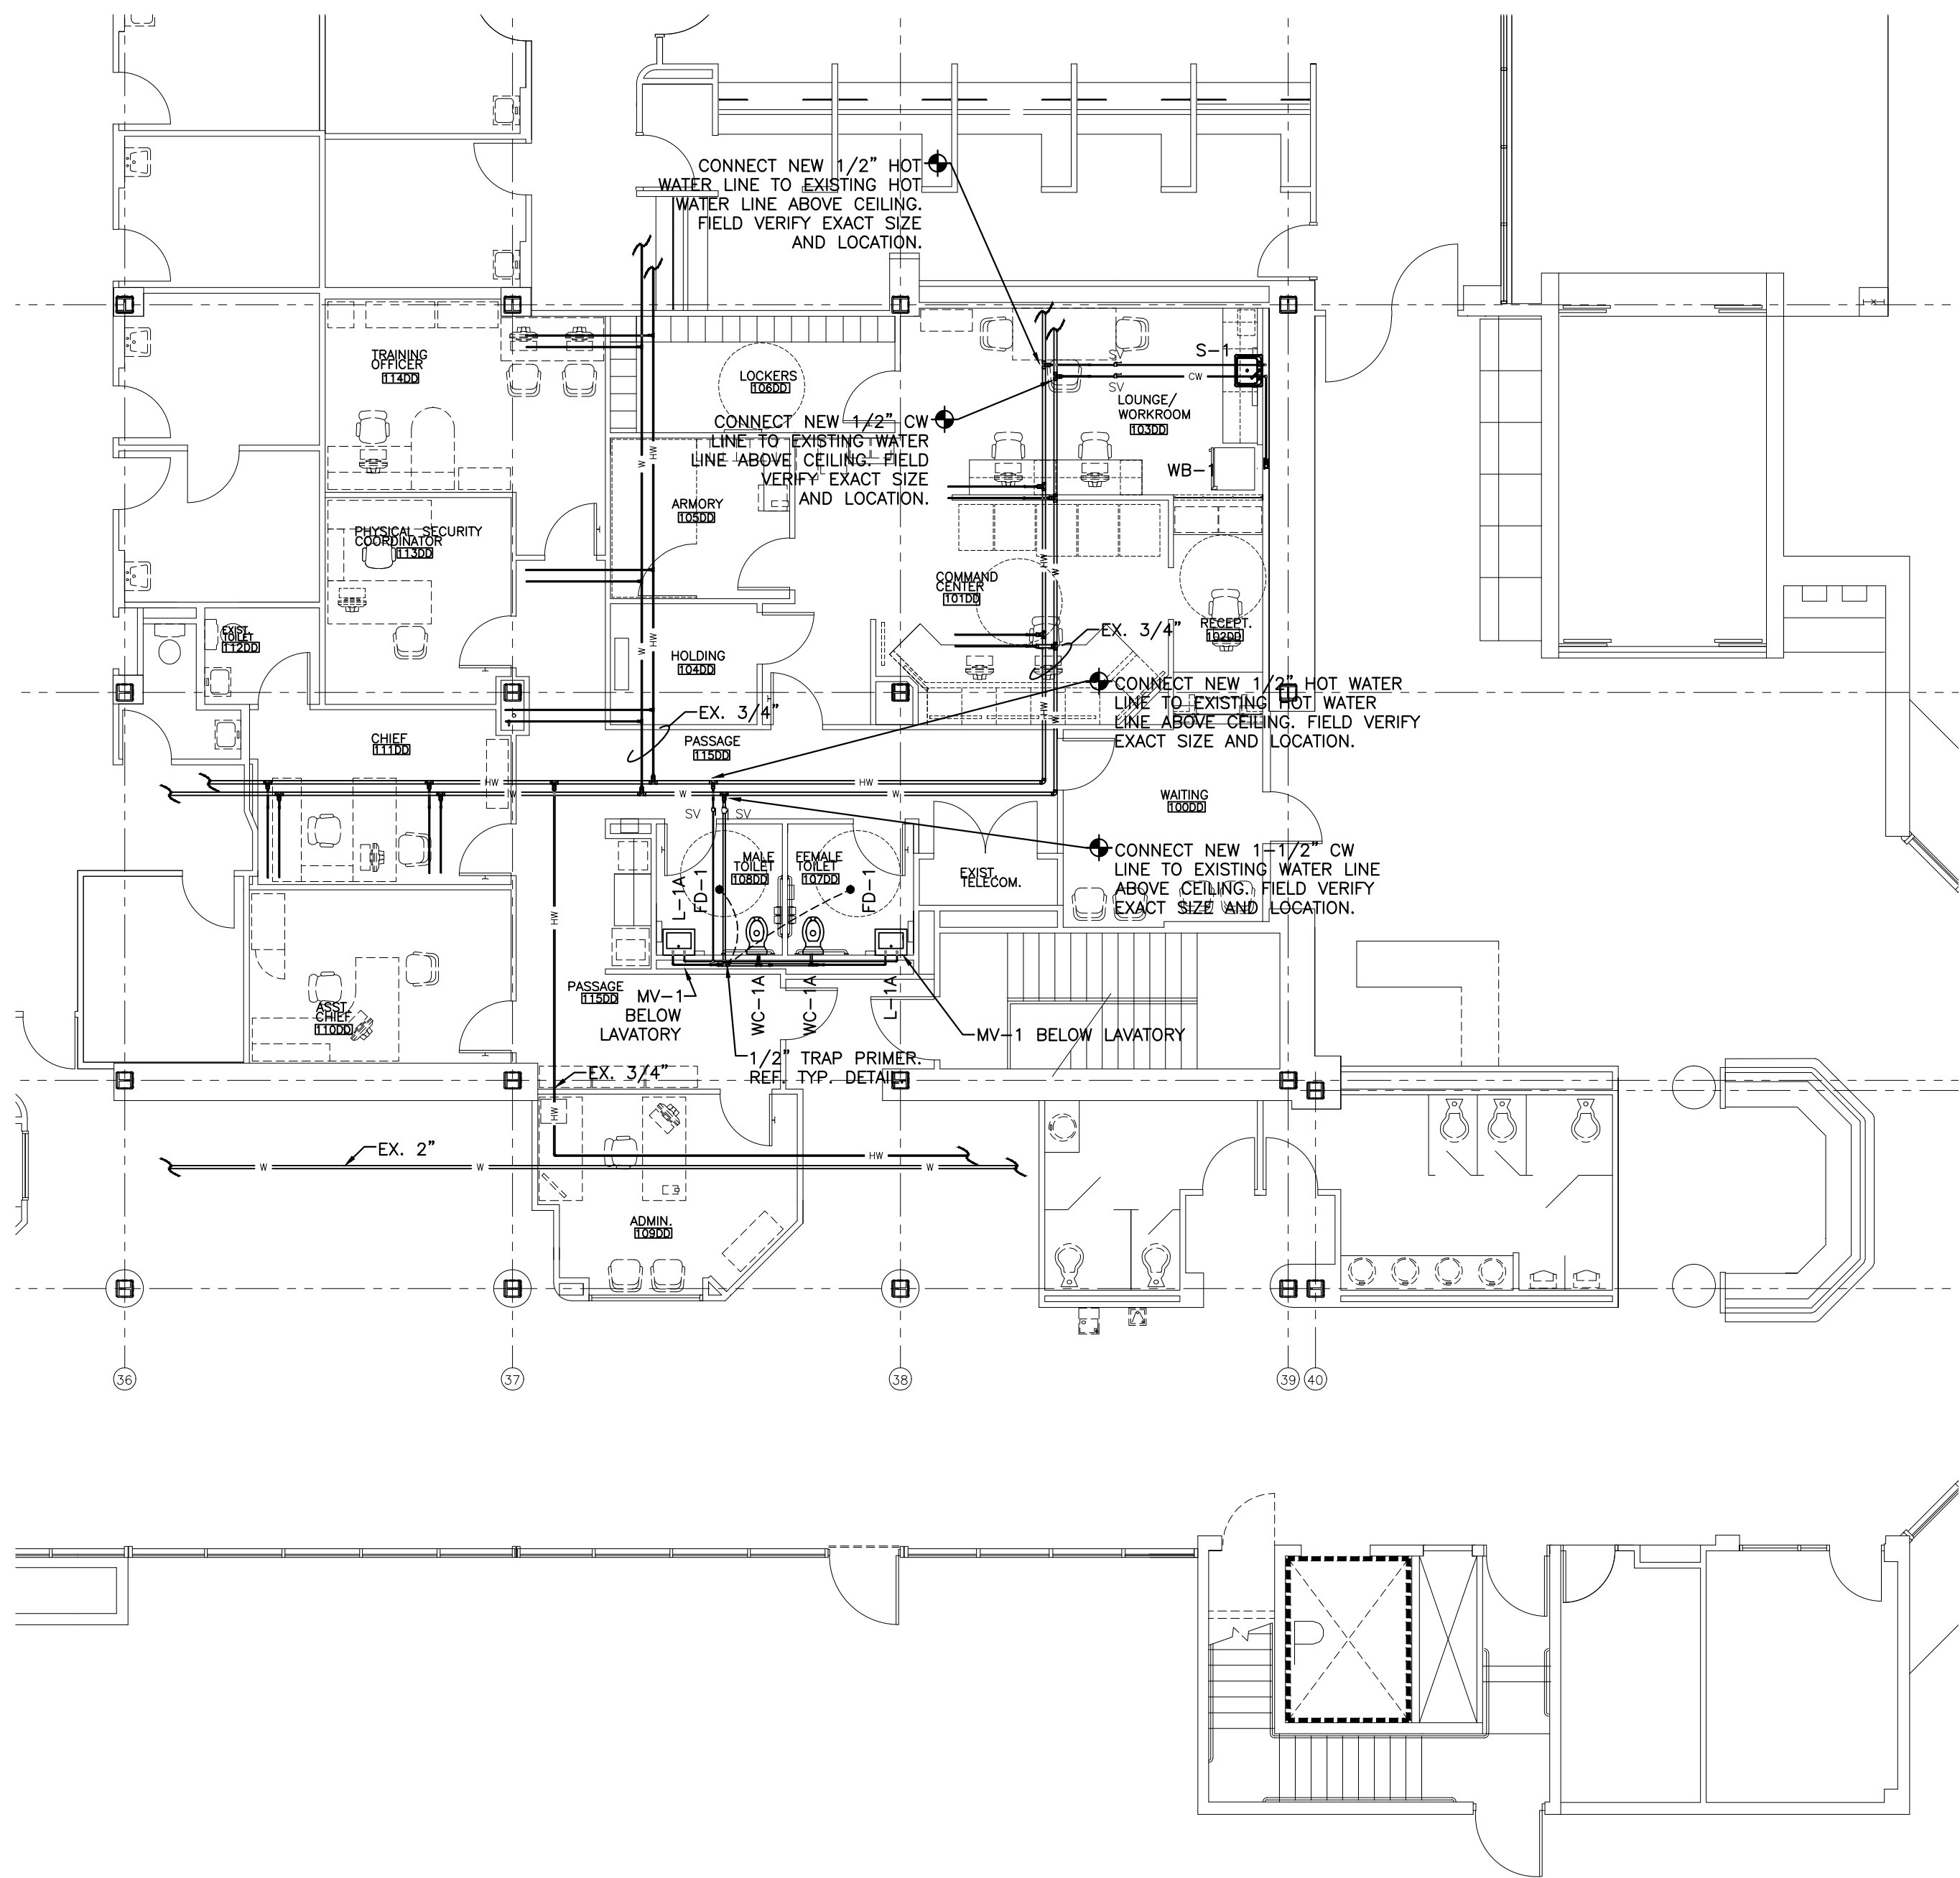 CONNECT NEW 1/2” HOT
WATER LINE TO EXISTING HOT
WATER LINE ABOVE CEILING.
FIELD VERIFY EXACT SIZE
AND LOCATION.
TRAINING
OFFICER
114DD
LOCKERS
106DD
SV
S-1
CW
SV
LOUNGE/
WORKROOM
103DD
CONNECT NEW 1/2” CW
LINE TO EXISTING WATER
LINE ABOVE CEILING. FIELD
VERIFY EXACT SIZE
AND LOCATION.
WB-1
W
HW
ARMORY
105DD
PHYSICAL SECURITY
COORDINATOR
113DD
HW
W
COMMAND
CENTER
101DD
EXIST.
TOILET
112DD
W
HW
HOLDING
104DD
EX. 3/4”
RECEPT.
102DD
CONNECT NEW 1/2” HOT WATER
LINE TO EXISTING HOT WATER
LINE ABOVE CEILING. FIELD VERIFY
EXACT SIZE AND LOCATION.
HW
W
EX. 3/4”
CHIEF
111DD
PASSAGE
115DD
HW
HW
W
W
W
WAITING
100DD
SV
SV
CONNECT NEW 1-1/2” CW
LINE TO EXISTING WATER LINE
ABOVE CEILING. FIELD VERIFY
EXACT SIZE AND LOCATION.
MALE
TOILET
108DD
FEMALE
TOILET
107DD
EXIST.
TELECOM.
L-1A
FD-1
FD-1
HW
PASSAGE
115DD
MV-1
BELOW
LAVATORY
WC-1A
WC-1A
L-1A
MV-1 BELOW LAVATORY
ASST.
CHIEF
110DD
1/2” TRAP PRIMER.
REF. TYP. DETAIL.
EX. 3/4”
HW
EX. 2”
HW
W
W
W
ADMIN.
109DD
36
37
38
39
40